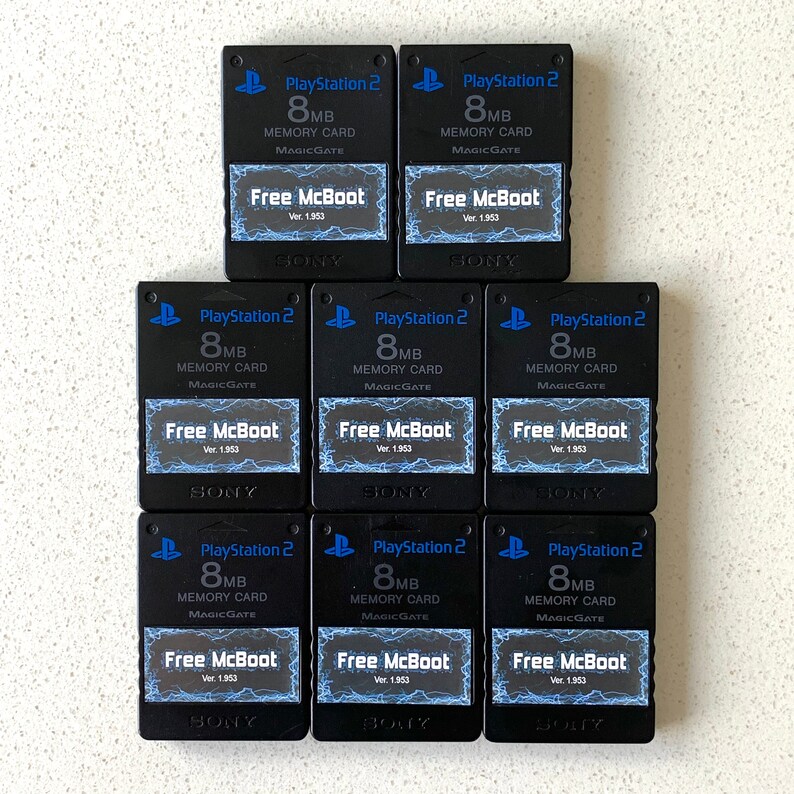 PlayStation 2
8MB
MEMORY CARD
MAGICGATE
Free McBoot
Ver. 1.953
SONY
PlayStation 2
8MB
MEMORY CARD
MAGICGATE
Free McBoot
Ver. 1.953
SONY
PlayStation 2
8MB
MEMORY CARD
MAGICGATE
Free McBoot
Ver. 1.953
SONY
PlayStation 2
8MB
MEMORY CARD
MAGICGATE
Free McBoot
Ver. 1.953
SONY
PlayStation 2
8MB
MEMORY CARD
MAGICGATE
Free McBoot
Ver. 1.953
SONY
PlayStation 2
8MB
MEMORY CARD
MAGICGATE
Free McBoot
Ver. 1.953
SONY
PlayStation 2
8MB
MEMORY CARD
MAGICGATE
Free McBoot
Ver. 1.953
SONY
PlayStation 2
8MB
MEMORY CARD
MAGICGATE
Free McBoot
Ver. 1.953
SONY